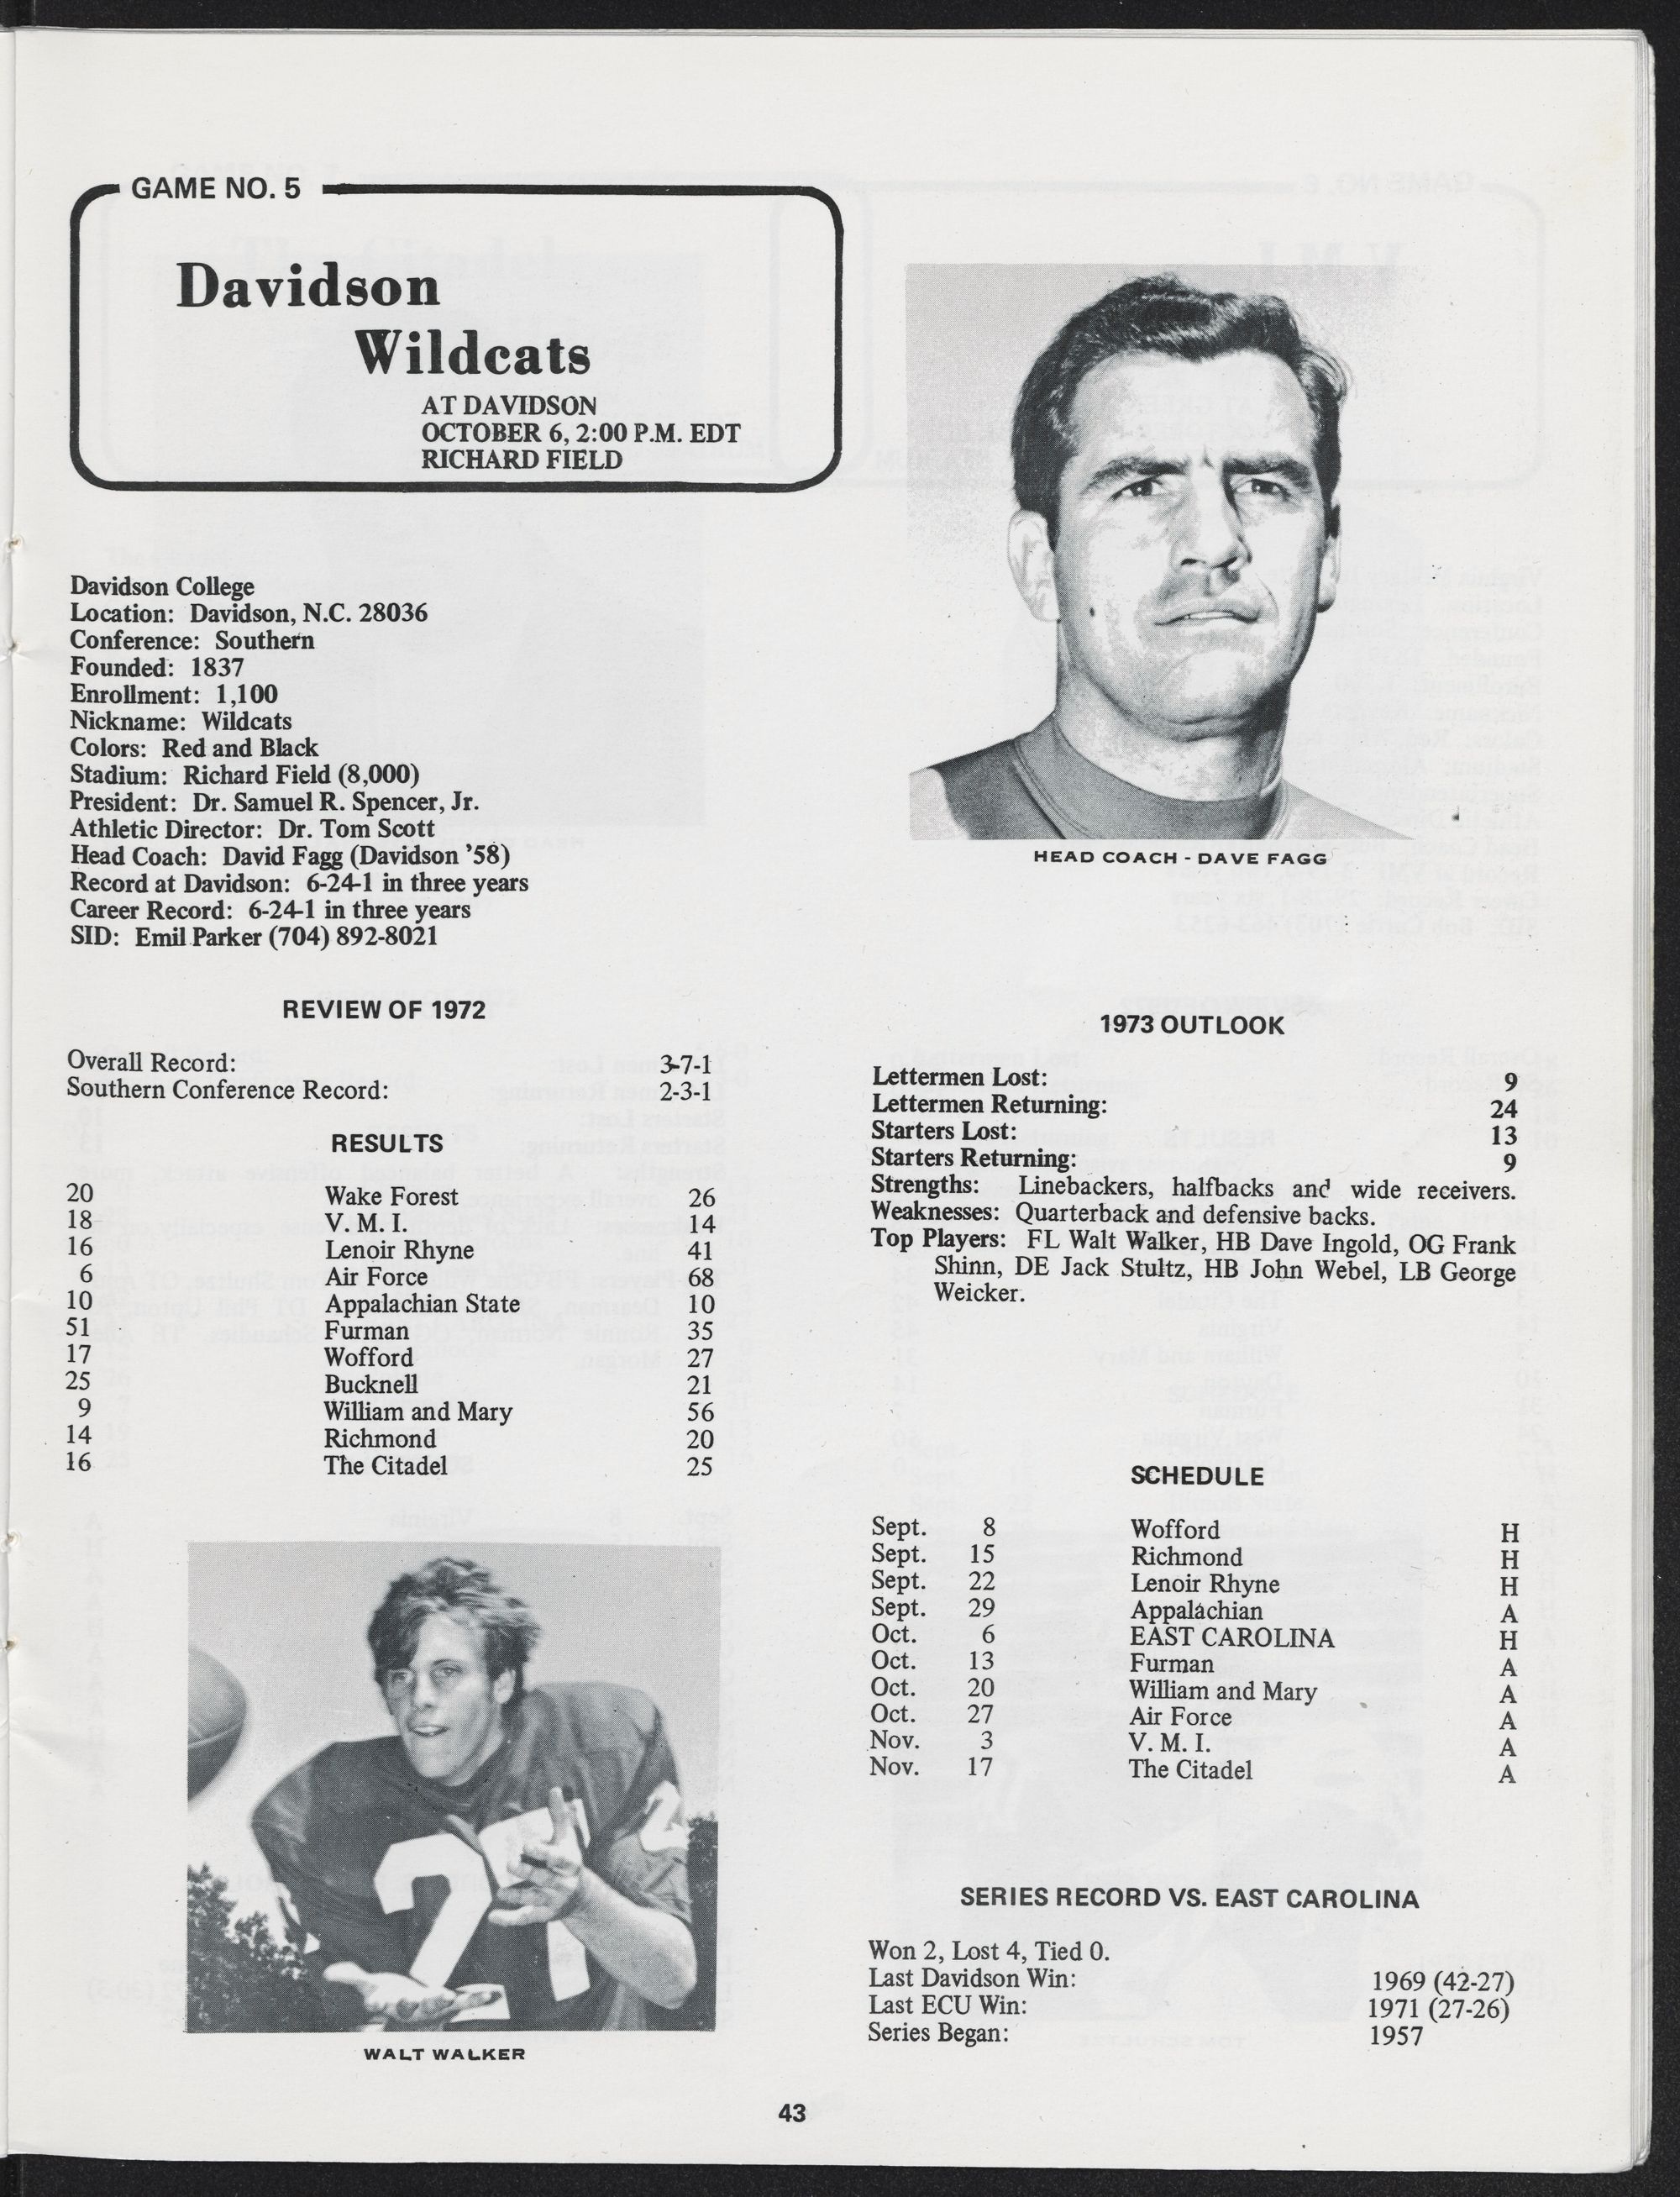 GAME NO. 5
Davidson
Wildcats
AT DAVIDSON
OCTOBER 6, 2:00 P.M. EDT
RICHARD FIELD
Davidson College
Location: Davidson, N.C. 28036
Conference: Southern
Founded: 1837
Enrollment: 1,100
Nickname: Wildcats
Colors: Red and Black
Stadium: Richard Field (8,000)
President: Dr. Samuel R. Spencer, Jr.
Athletic Director: Dr. Tom Scott
Head Coach: David Fagg (Davidson '58)
Record at Davidson: 6-24-1 in three years
Career Record: 6-24-1 in three years
SID: Emil Parker (704) 892-8021
REVIEW OF 1972
Overall Record: 3-7-1
Southern Conference Record: 2-3-1
RESULTS
20 Wake Forest 26
18 V. M. I. 14
16 Lenoir Rhyne 41
6 Air Force 68
10 Appalachian State 10
51 Furman 35
17 Wofford 27
25 Bucknell 21
9 William and Mary 56
14 Richmond 20
16 The Citadel 25
27
2
WALT WALKER
HEAD COACH - DAVE FAGG
1973 OUTLOOK
Lettermen Lost: 9
Lettermen Returning: 24
Starters Lost: 13
Starters Returning: 9
Strengths: Linebackers, halfbacks and wide receivers.
Weaknesses: Quarterback and defensive backs.
Top Players: FL Walt Walker, HB Dave Ingold, OG Frank
Shinn, DE Jack Stultz, HB John Webel, LB George
Weicker.
SCHEDULE
Sept. 8 Wofford H
Sept. 15 Richmond H
Sept. 22 Lenoir Rhyne H
Sept. 29 Appalachian A
Oct. 6 EAST CAROLINA H
Oct. 13 Furman A
Oct. 20 William and Mary A
Oct. 27 Air Force A
Nov. 3 V. M. I. A
Nov. 17 The Citadel A
SERIES RECORD VS. EAST CAROLINA
Won 2, Lost 4, Tied 0.
Last Davidson Win: 1969 (42-27)
Last ECU Win: 1971 (27-26)
Series Began: 1957
43